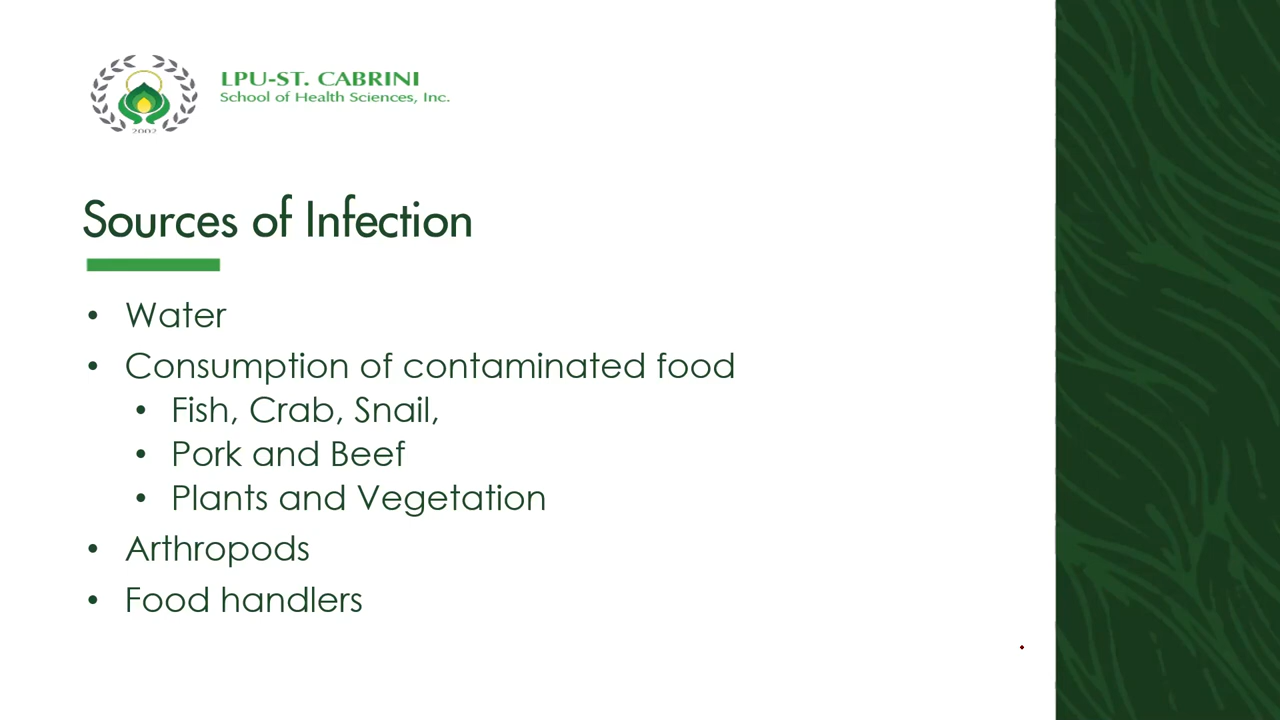 LPU-ST. CABRINI
School of Health Sciences, Inc.
2002
Sources of Infection
• Water
• Consumption of contaminated food
• Fish, Crab, Snail,
• Pork and Beef
• Plants and Vegetation
• Arthropods
• Food handlers